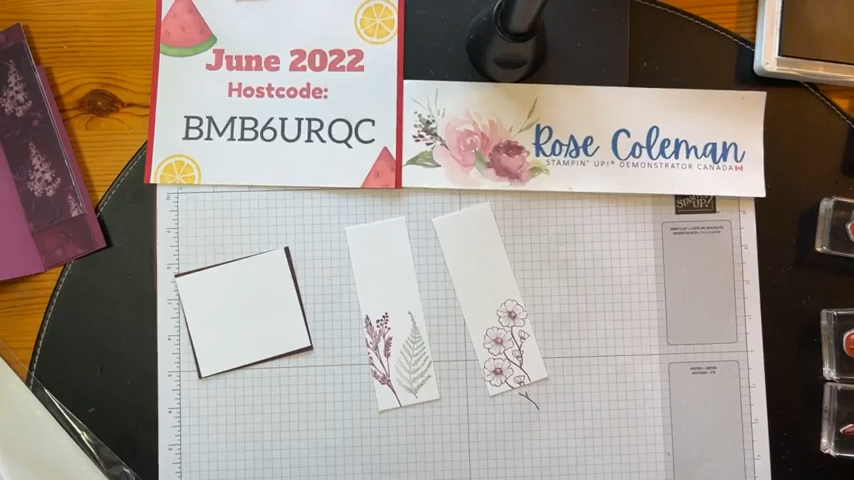 June 2022
Hostcode:
BMB6URQC
Rose Coleman
STAMPIN' UP!® DEMONSTRATOR CANADA
STAMPIN' UP!